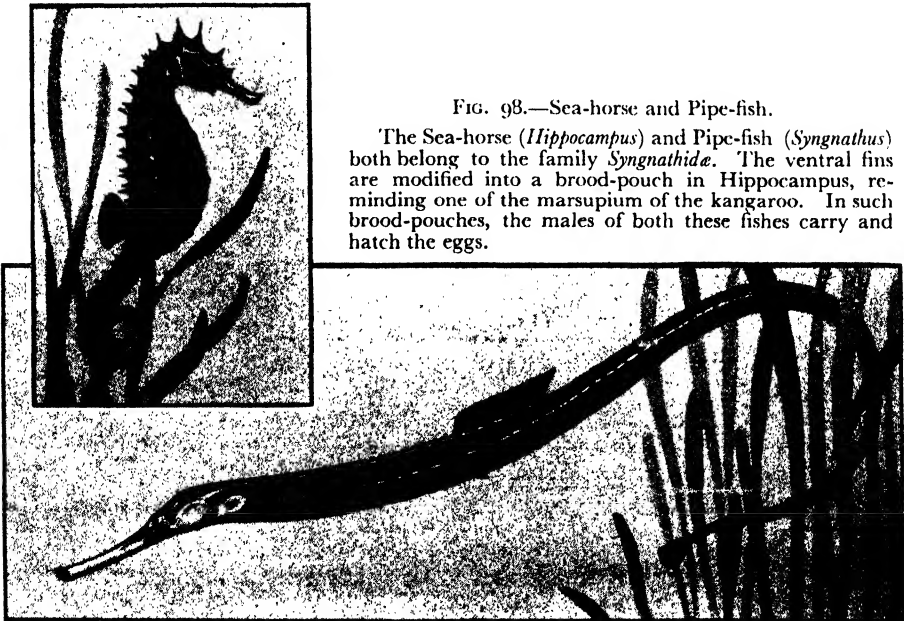 FIG. 98.—Sea-horse and Pipe-fish.
The Sea-horse (Hippocampus) and Pipe-fish (Syngnathus)
both belong to the family Syngnathidæ. The ventral fins
are modified into a brood-pouch in Hippocampus, re-
minding one of the marsupium of the kangaroo. In such
brood-pouches, the males of both these fishes carry and
hatch the eggs.